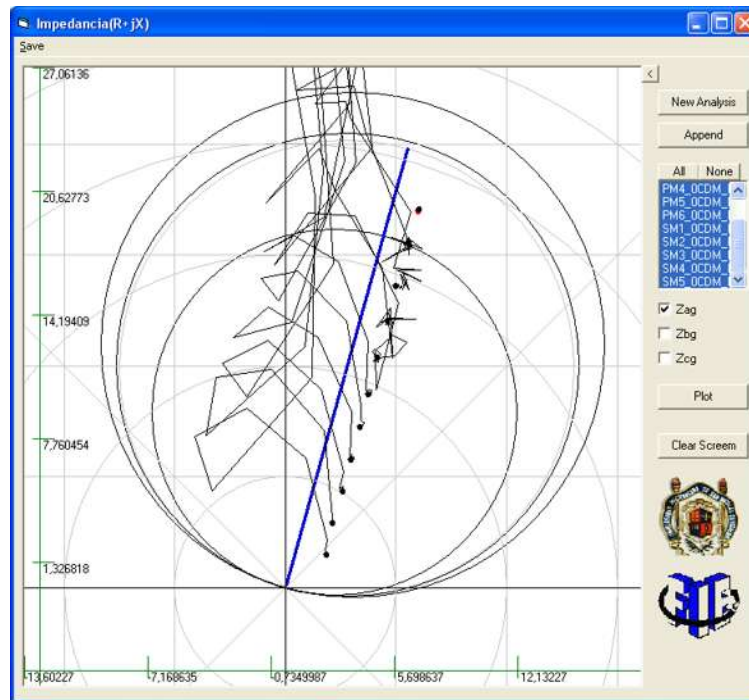 Impedancia(R+jX)
Save
27,06136
20,62773
14,19409
7,760454
1,326818
-13,60227
-7,168635
-0,7349987
5,698637
12,13227
<
New Analysis
Append
All None
PM4_0CDM_
PM5_0CDM_
PM6_0CDM_
SM1_0CDM_
SM2_0CDM_
SM3_0CDM_
SM4_0CDM_
SM5_0CDM_
Zag
Zbg
Zcg
Plot
Clear Screem